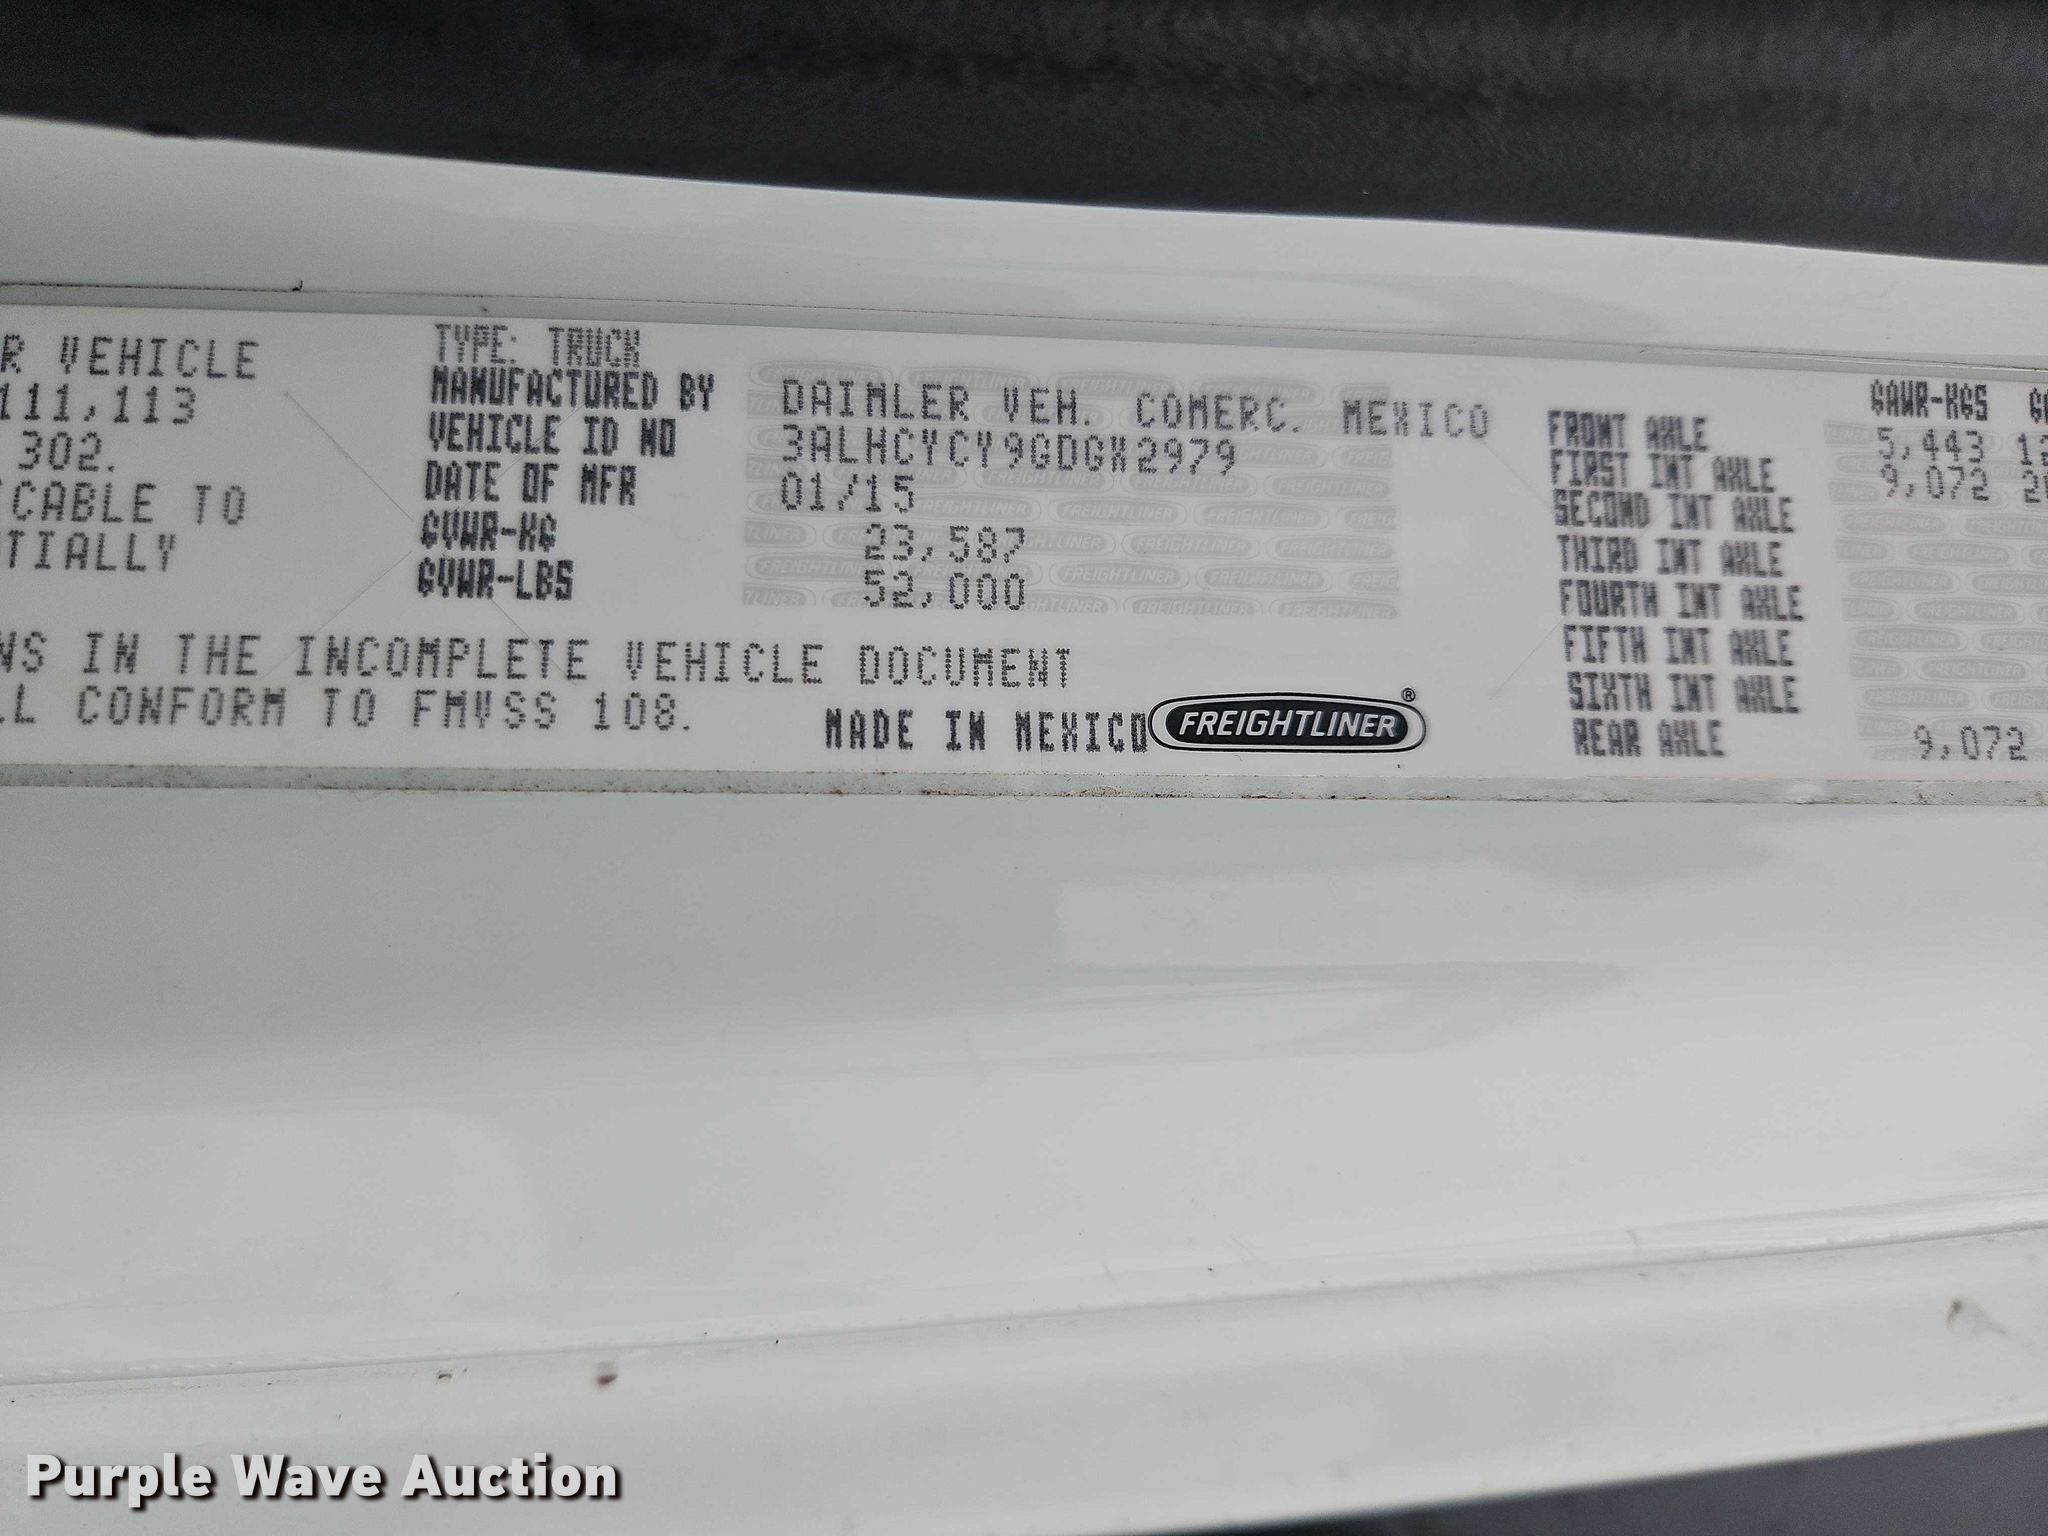 R VEHICLE
111,113
302.
CABLE TO
TIALLY
NS IN THE INCOMPLETE VEHICLE DOCUMENT
LL CONFORM TO FMVSS 108.
TYPE: TRUCK
MANUFACTURED BY DAIMLER VEH. COMERC. MEXICO
VEHICLE ID NO 3ALHCYCY9GDGX2979
DATE OF MFR 01/15
GVWR-KG 23,587
GVWR-LBS 52,000
MADE IN MEXICO FREIGHTLINER®
GAWR-KGS
FRONT AXLE 5,443 12
FIRST INT AXLE 9,072 20
SECOND INT AXLE
THIRD INT AXLE
FOURTH INT AXLE
FIFTH INT AXLE
SIXTH INT AXLE
REAR AXLE 9,072
Purple Wave Auction